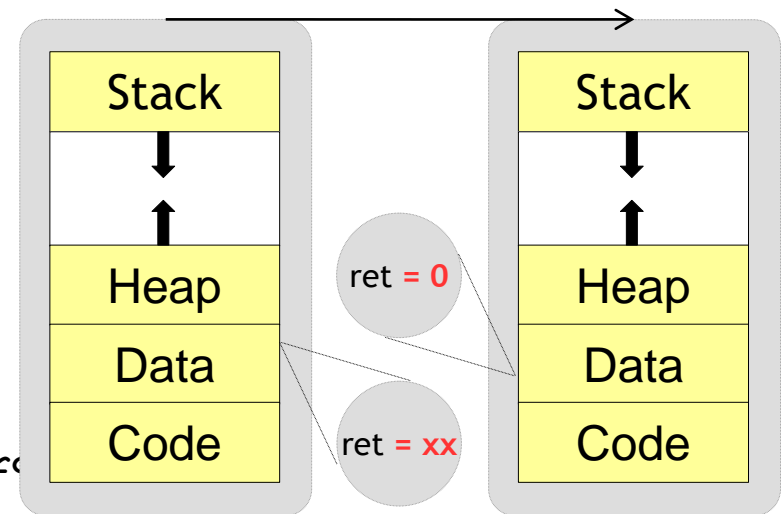 Stack
Heap
Data
Code
ret = 0
ret = xx
Stack
Heap
Data
Code